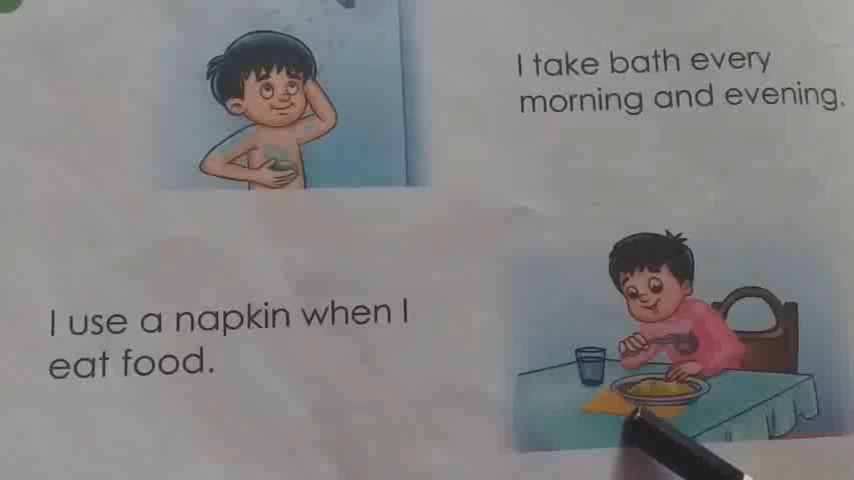 I take bath every
morning and evening.
I use a napkin when I
eat food.